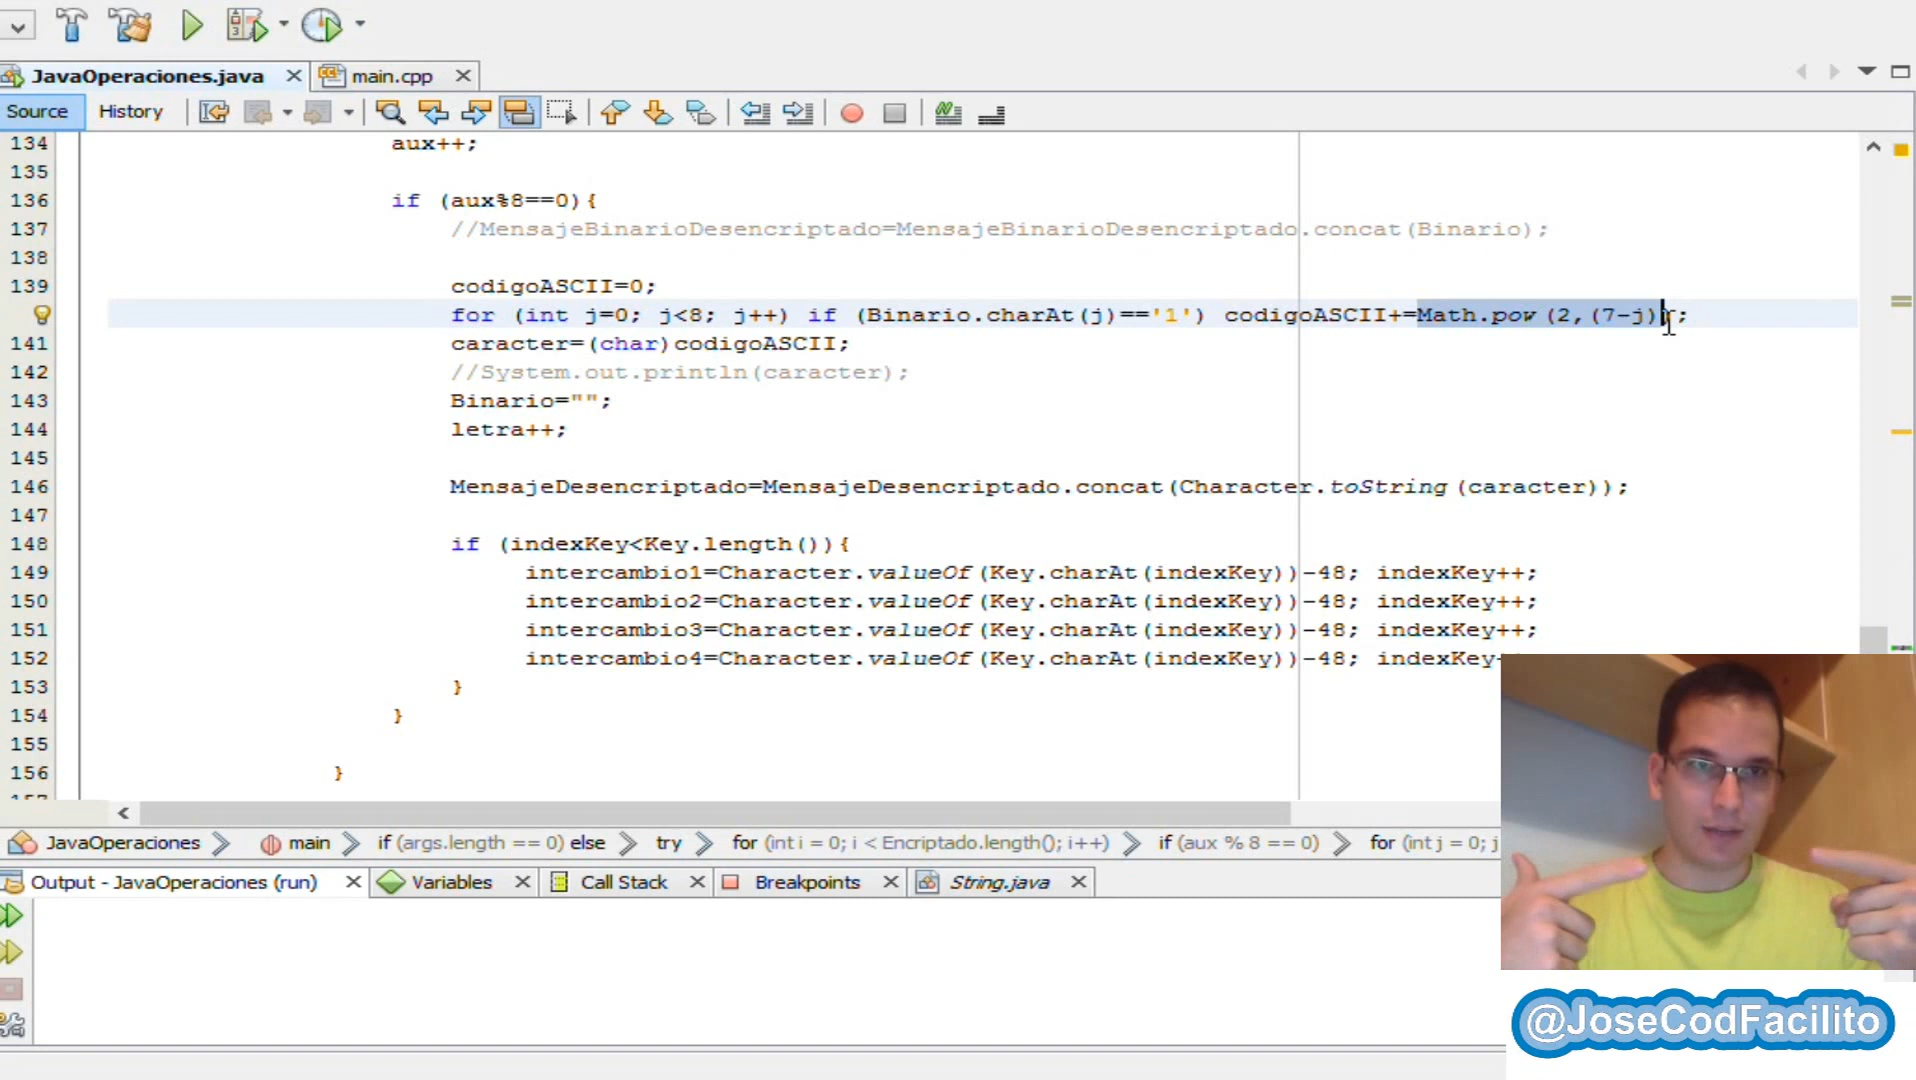 JavaOperaciones.java
main.cpp
Source
History
134 aux++;
135
136 if (aux%8==0){
137 //MensajeBinarioDesencriptado=MensajeBinarioDesencriptado.concat(Binario);
138
139 codigoASCII=0;
for (int j=0; j<8; j++) if (Binario.charAt(j)=='1') codigoASCII+=Math.pow(2,(7-j));
141 caracter=(char)codigoASCII;
142 //System.out.println(caracter);
143 Binario="";
144 letra++;
145
146 MensajeDesencriptado=MensajeDesencriptado.concat(Character.toString(caracter));
147
148 if (indexKey<Key.length()){
149 intercambio1=Character.valueOf(Key.charAt(indexKey))-48; indexKey++;
150 intercambio2=Character.valueOf(Key.charAt(indexKey))-48; indexKey++;
151 intercambio3=Character.valueOf(Key.charAt(indexKey))-48; indexKey++;
152 intercambio4=Character.valueOf(Key.charAt(indexKey))-48; indexKey
153 }
154 }
155
156 }
JavaOperaciones main if (args.length == 0) else try for (int i = 0; i < Encriptado.length(); i++) if (aux % 8 == 0) for (int j = 0; j
Output - JavaOperaciones (run) Variables Call Stack Breakpoints String.java
@JoseCodFacilito